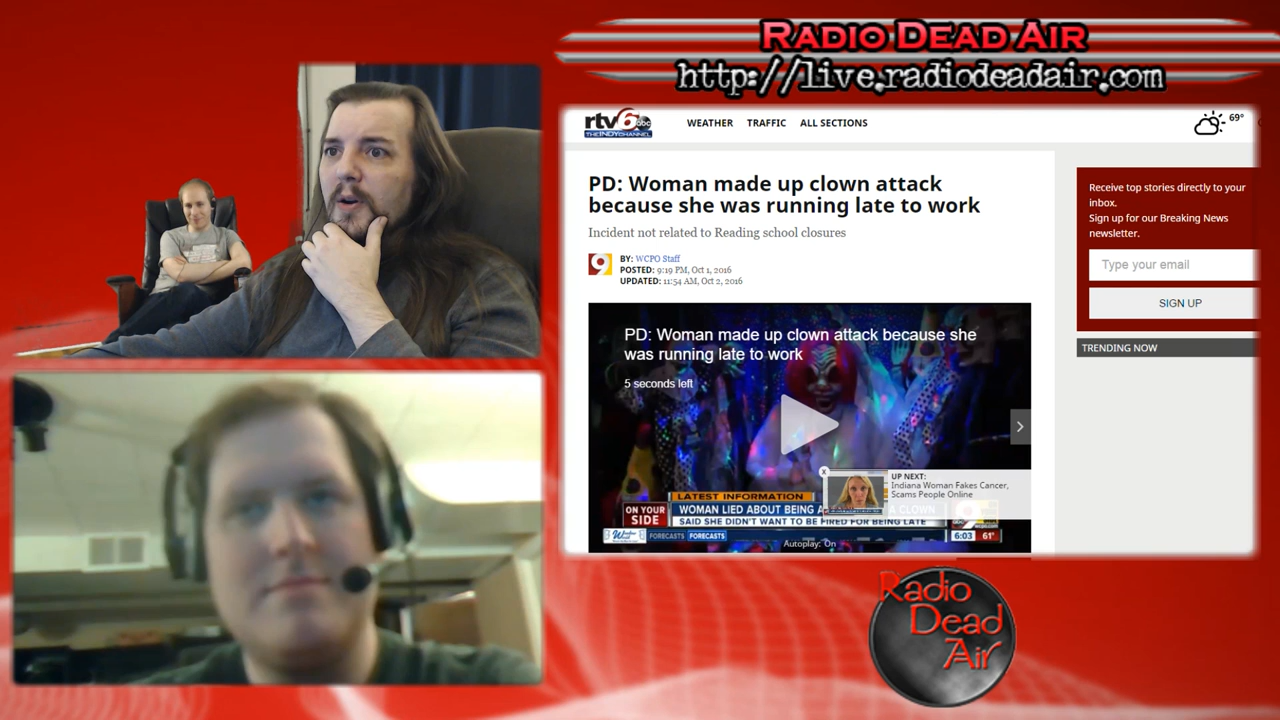 RADIO DEAD AIR
http://live.radiodeadair.com
rtv6 abc
THEINDYCHANNEL
WEATHER TRAFFIC ALL SECTIONS
69°
PD: Woman made up clown attack
because she was running late to work
Incident not related to Reading school closures
9
BY: WCPO Staff
POSTED: 9:19 PM, Oct 1, 2016
UPDATED: 11:54 AM, Oct 2, 2016
Receive top stories directly to your
inbox.
Sign up for our Breaking News
newsletter.
Type your email
SIGN UP
TRENDING NOW
PD: Woman made up clown attack because she
was running late to work
5 seconds left
x
UP NEXT:
Indiana Woman Fakes Cancer,
Scams People Online
LATEST INFORMATION
ON YOUR
SIDE
WOMAN LIED ABOUT BEING A CLOWN
SAID SHE DIDN'T WANT TO BE FIRED FOR BEING LATE
FORECASTS FORECASTS
9
6:03 61°
Autoplay: On
Radio
Dead
Air